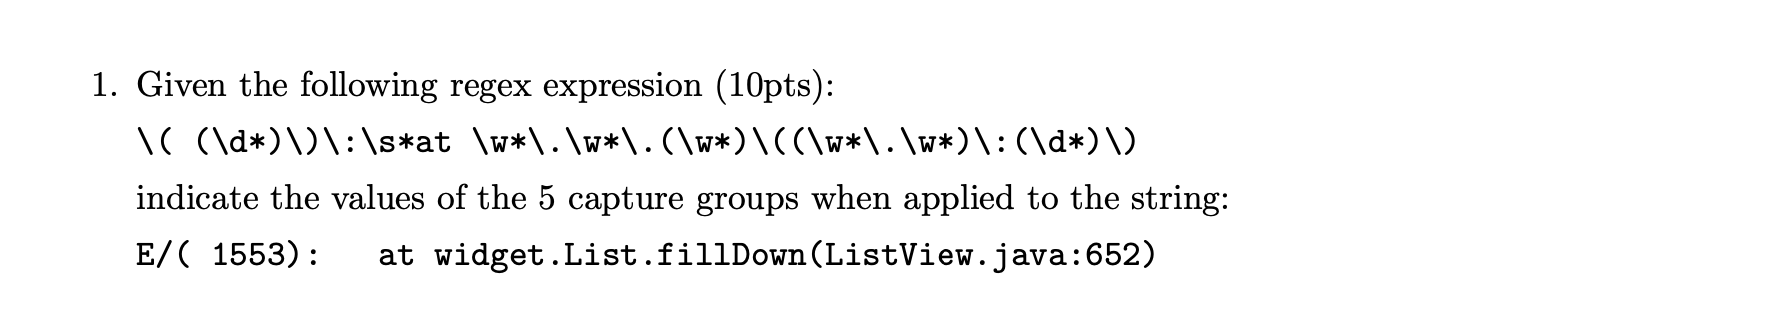 1. Given the following regex expression (10pts):
\( (\d*)\)\:\s*at \w*\.\w*\.(\w*)\((\w*\.\w*)\:(\d*)\)
indicate the values of the 5 capture groups when applied to the string:
E/( 1553):   at widget.List.fillDown(ListView.java:652)